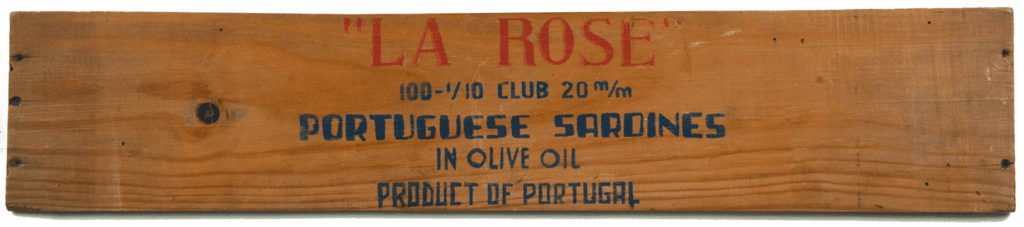 "LA ROSE"
100-1/10 CLUB 20 m/m
PORTUGUESE SARDINES
IN OLIVE OIL
PRODUCT OF PORTUGAL